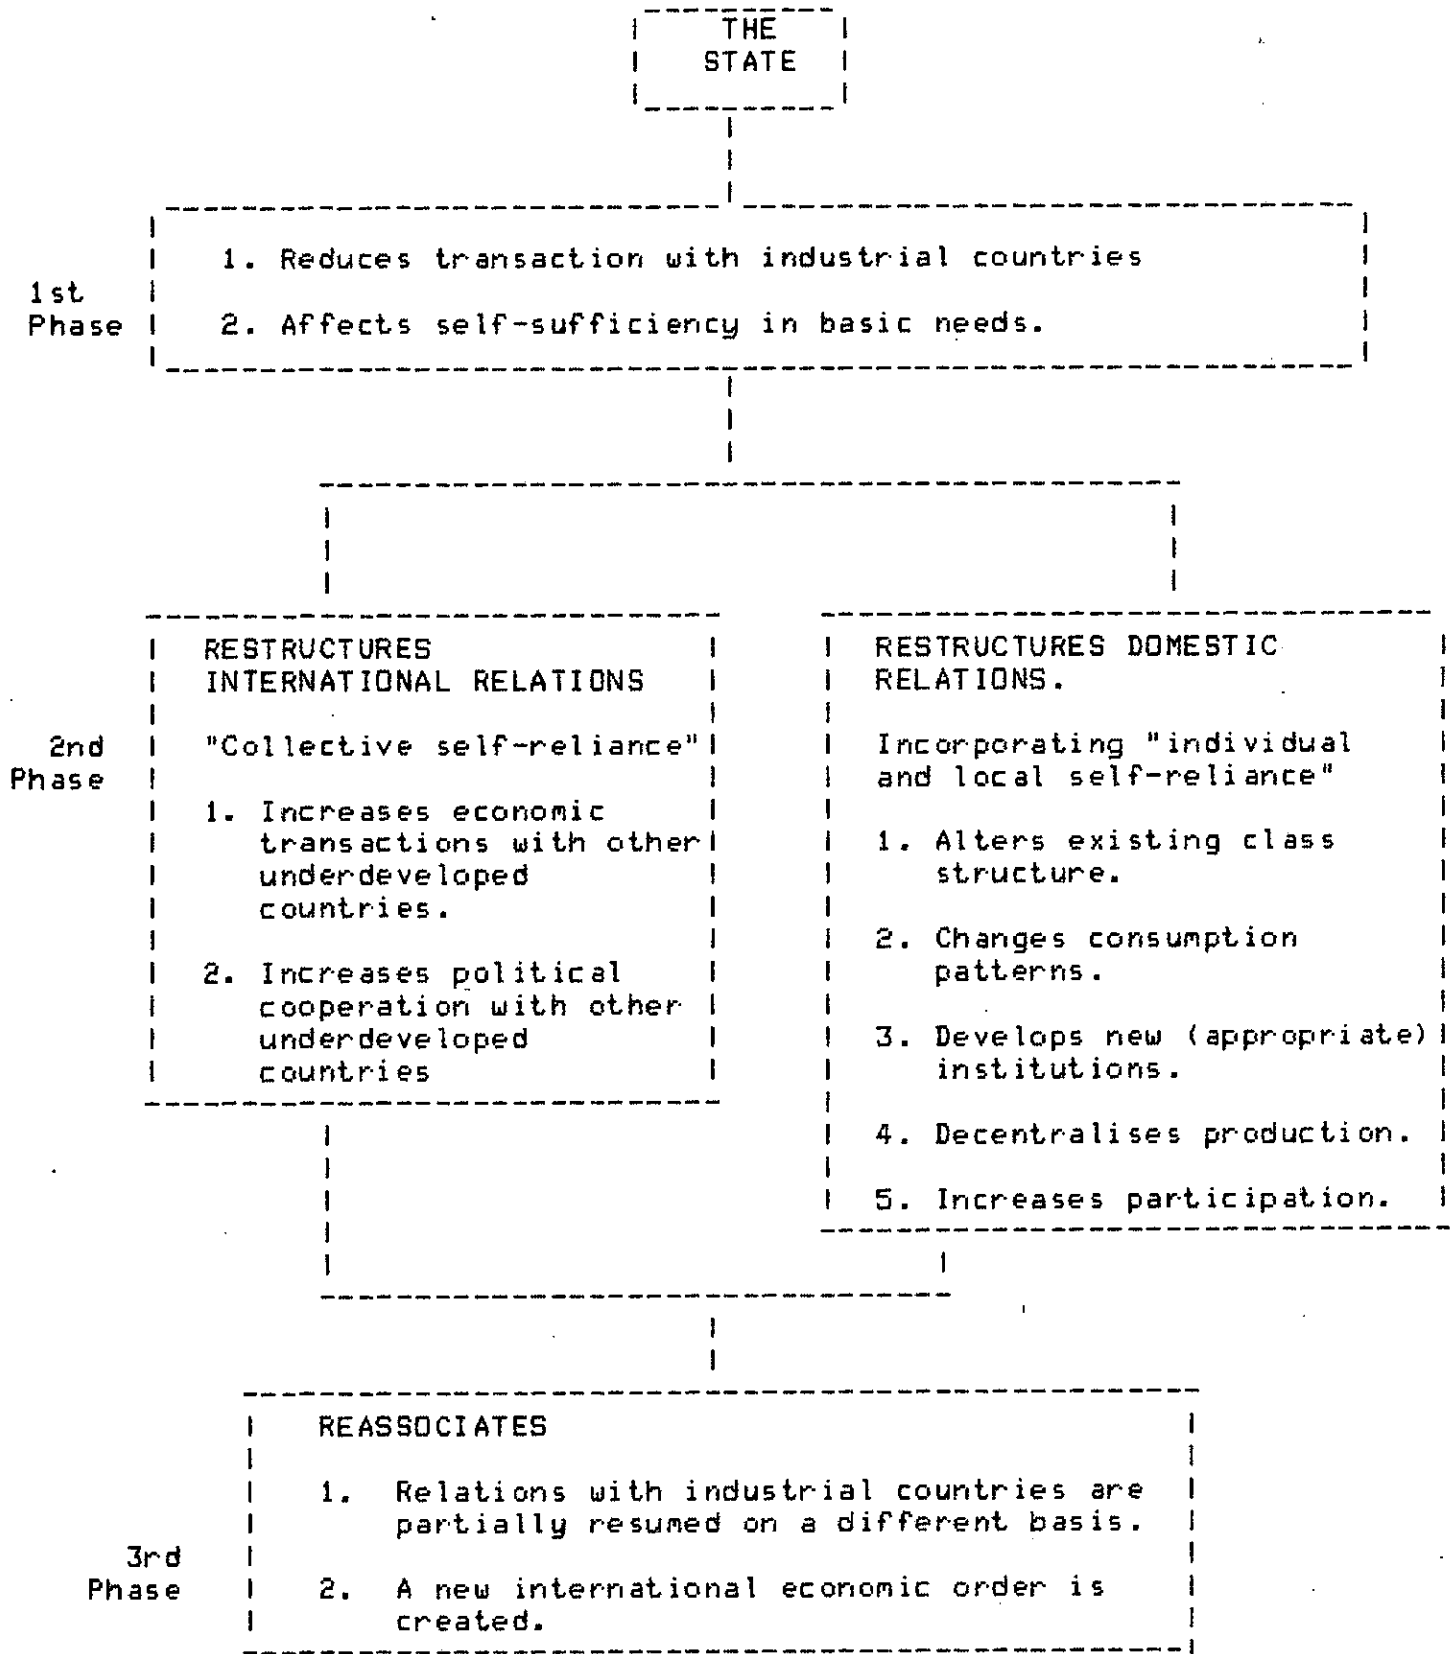 THE
STATE
1st
Phase
1. Reduces transaction with industrial countries
2. Affects self-sufficiency in basic needs.
2nd
Phase
RESTRUCTURES
INTERNATIONAL RELATIONS
"Collective self-reliance"
1. Increases economic
transactions with other
underdeveloped
countries.
2. Increases political
cooperation with other
underdeveloped
countries
RESTRUCTURES DOMESTIC
RELATIONS.
Incorporating "individual
and local self-reliance"
1. Alters existing class
structure.
2. Changes consumption
patterns.
3. Develops new (appropriate)
institutions.
4. Decentralises production.
5. Increases participation.
3rd
Phase
REASSOCIATES
1. Relations with industrial countries are
partially resumed on a different basis.
2. A new international economic order is
created.